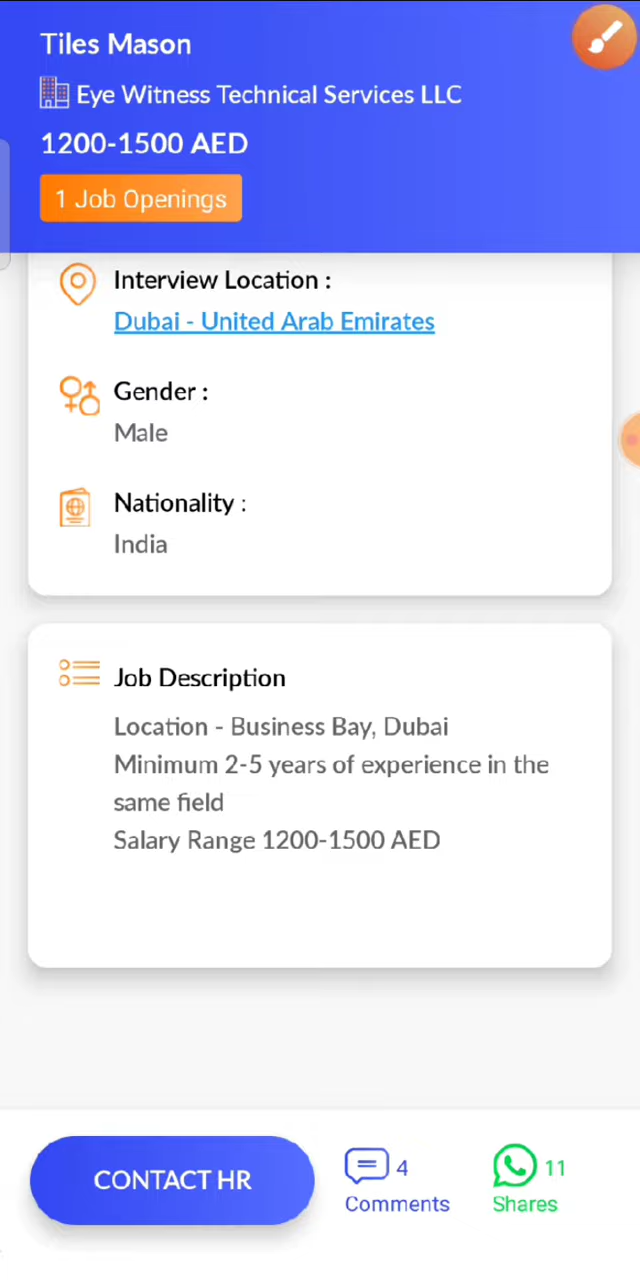 Tiles Mason
Eye Witness Technical Services LLC
1200-1500 AED
1 Job Openings
Interview Location :
Dubai - United Arab Emirates
Gender :
Male
Nationality :
India
Job Description
Location - Business Bay, Dubai
Minimum 2-5 years of experience in the
same field
Salary Range 1200-1500 AED
CONTACT HR
4
Comments
11
Shares